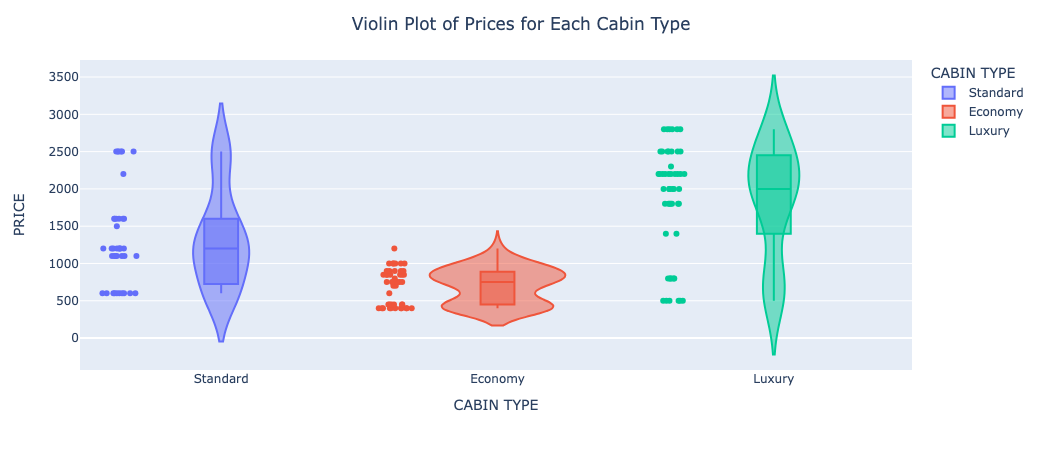 Violin Plot of Prices for Each Cabin Type
3500
3000
2500
2000
1500
1000
500
0
PRICE
Standard
Economy
Luxury
CABIN TYPE
CABIN TYPE
Standard
Economy
Luxury